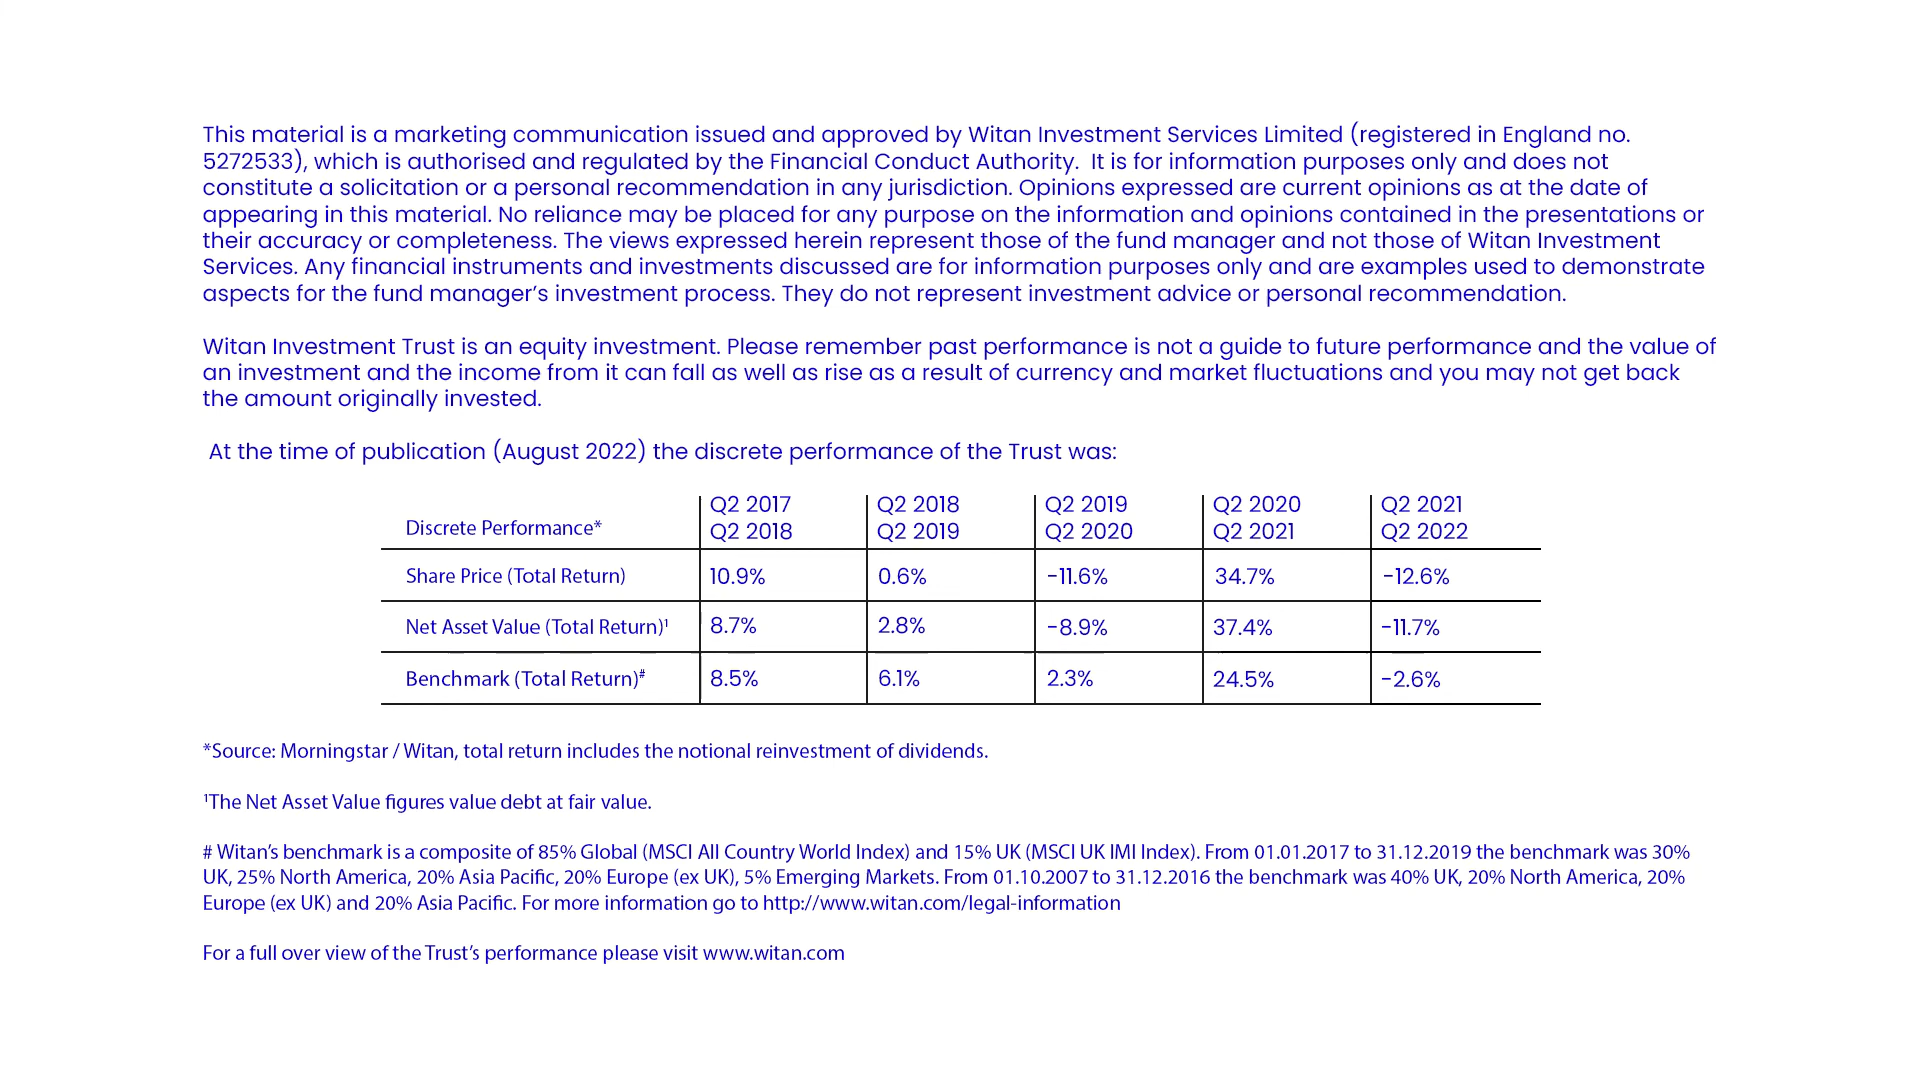 This material is a marketing communication issued and approved by Witan Investment Services Limited (registered in England no.
5272533), which is authorised and regulated by the Financial Conduct Authority.  It is for information purposes only and does not
constitute a solicitation or a personal recommendation in any jurisdiction. Opinions expressed are current opinions as at the date of
appearing in this material. No reliance may be placed for any purpose on the information and opinions contained in the presentations or
their accuracy or completeness. The views expressed herein represent those of the fund manager and not those of Witan Investment
Services. Any financial instruments and investments discussed are for information purposes only and are examples used to demonstrate
aspects for the fund manager’s investment process. They do not represent investment advice or personal recommendation.
Witan Investment Trust is an equity investment. Please remember past performance is not a guide to future performance and the value of
an investment and the income from it can fall as well as rise as a result of currency and market fluctuations and you may not get back
the amount originally invested.
At the time of publication (August 2022) the discrete performance of the Trust was:
Q2 2017 Q2 2018 Q2 2019 Q2 2020 Q2 2021
Discrete Performance* Q2 2018 Q2 2019 Q2 2020 Q2 2021 Q2 2022
Share Price (Total Return) 10.9% 0.6% -11.6% 34.7% -12.6%
Net Asset Value (Total Return)¹ 8.7% 2.8% -8.9% 37.4% -11.7%
Benchmark (Total Return)# 8.5% 6.1% 2.3% 24.5% -2.6%
*Source: Morningstar / Witan, total return includes the notional reinvestment of dividends.
¹The Net Asset Value figures value debt at fair value.
# Witan’s benchmark is a composite of 85% Global (MSCI All Country World Index) and 15% UK (MSCI UK IMI Index). From 01.01.2017 to 31.12.2019 the benchmark was 30%
UK, 25% North America, 20% Asia Pacific, 20% Europe (ex UK), 5% Emerging Markets. From 01.10.2007 to 31.12.2016 the benchmark was 40% UK, 20% North America, 20%
Europe (ex UK) and 20% Asia Pacific. For more information go to http://www.witan.com/legal-information
For a full over view of the Trust’s performance please visit www.witan.com